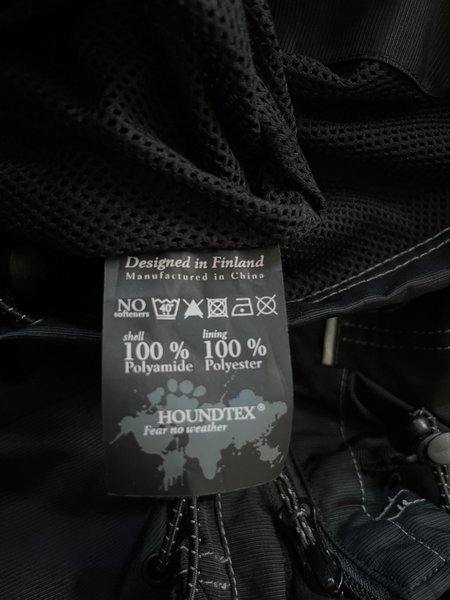 Designed in Finland
Manufactured in China
NO softeners 40
shell lining
100 % 100 %
Polyamide Polyester
HOUNDTEX®
Fear no weather